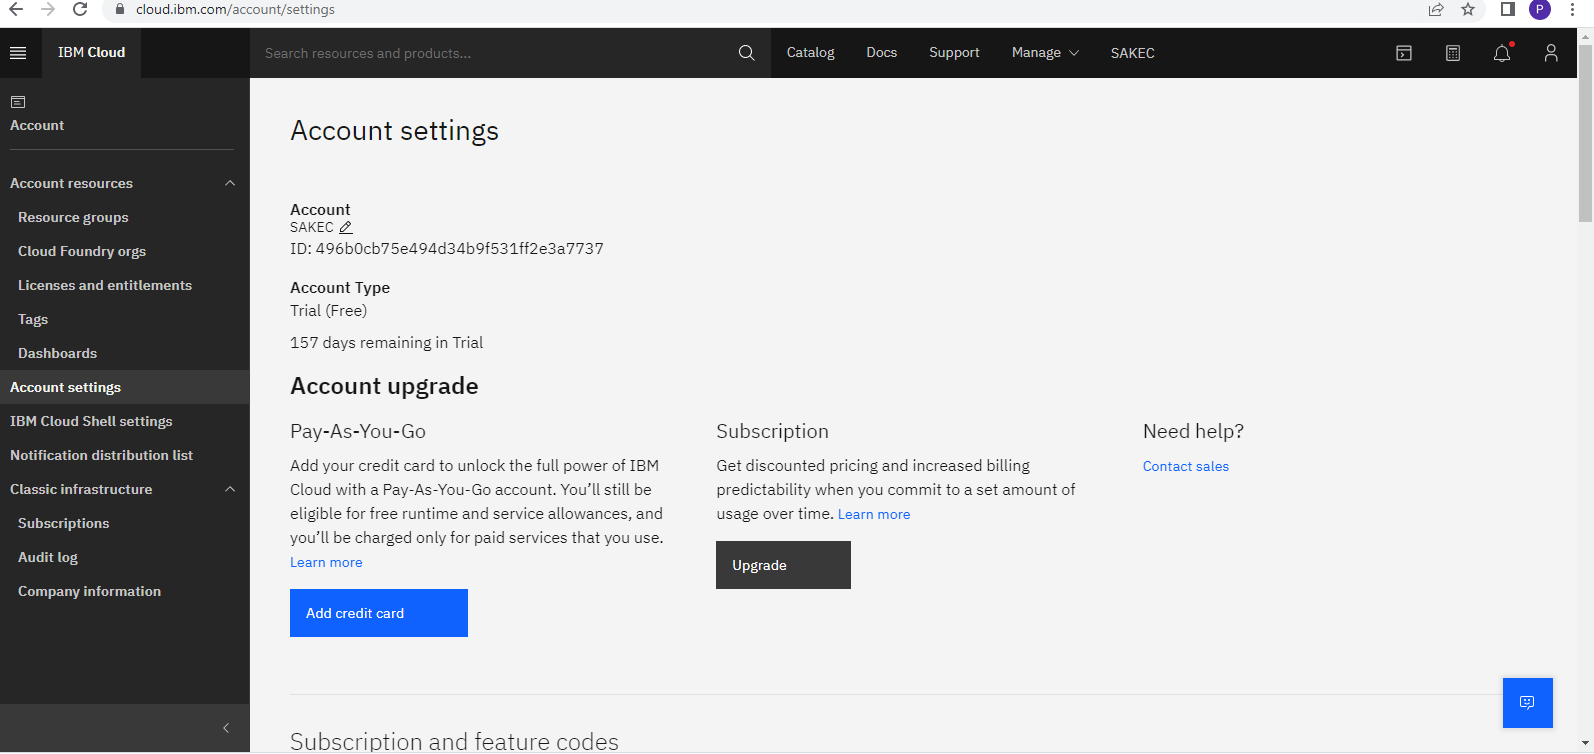 cloud.ibm.com/account/settings
P
IBM Cloud
Search resources and products...
Catalog
Docs
Support
Manage
SAKEC
Account
Account resources
Resource groups
Cloud Foundry orgs
Licenses and entitlements
Tags
Dashboards
Account settings
IBM Cloud Shell settings
Notification distribution list
Classic infrastructure
Subscriptions
Audit log
Company information
Account settings
Account
SAKEC
ID: 496b0cb75e494d34b9f531ff2e3a7737
Account Type
Trial (Free)
157 days remaining in Trial
Account upgrade
Pay-As-You-Go
Add your credit card to unlock the full power of IBM
Cloud with a Pay-As-You-Go account. You’ll still be
eligible for free runtime and service allowances, and
you’ll be charged only for paid services that you use.
Learn more
Add credit card
Subscription
Get discounted pricing and increased billing
predictability when you commit to a set amount of
usage over time. Learn more
Upgrade
Need help?
Contact sales
Subscription and feature codes